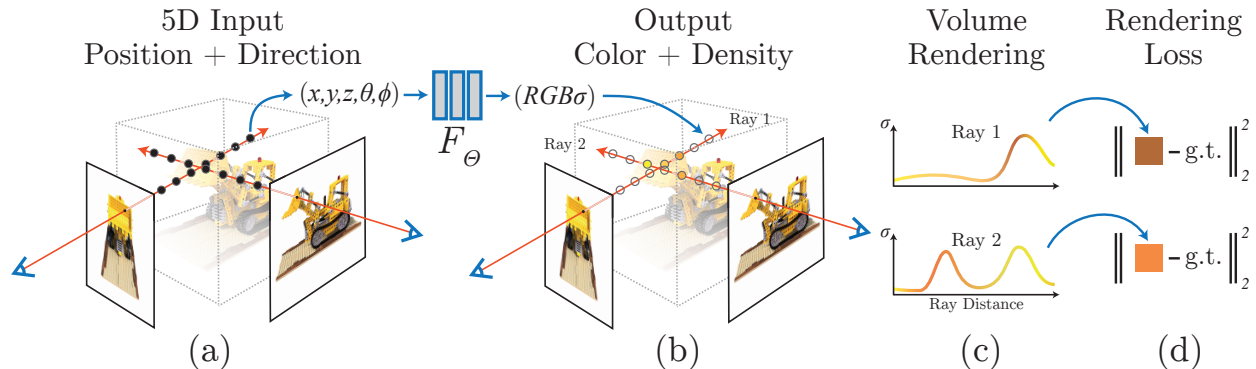 5D Input
Position + Direction
Output
Color + Density
Volume
Rendering
Rendering
Loss
(x,y,z,θ,ϕ)
F_Θ
(RGBσ)
Ray 1
Ray 2
σ
Ray 1
|| – g.t. ||²₂
σ
Ray 2
Ray Distance
|| – g.t. ||²₂
(a)
(b)
(c)
(d)